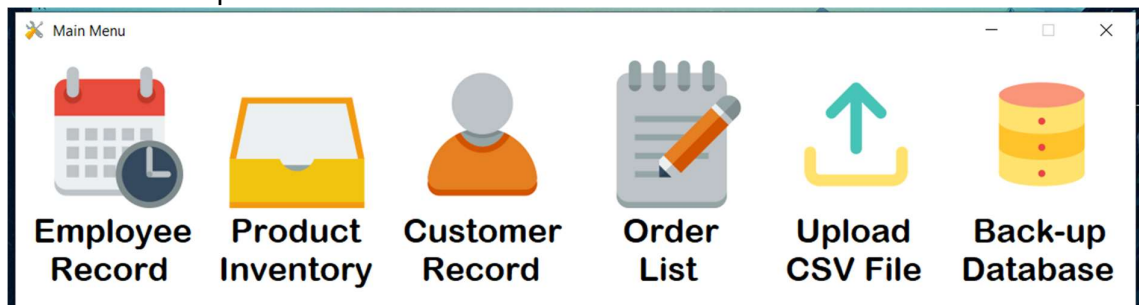 Main Menu
Employee Record
Product Inventory
Customer Record
Order List
Upload CSV File
Back-up Database